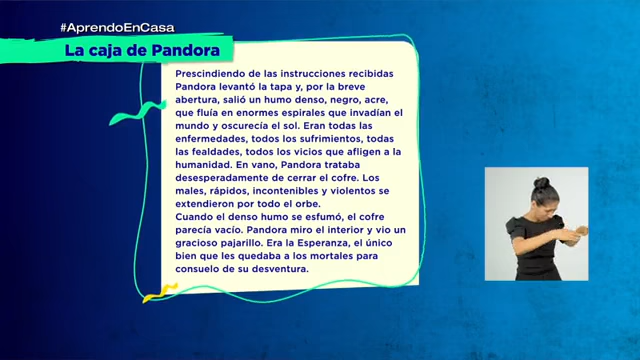 #AprendoEnCasa
La caja de Pandora
Prescindiendo de las instrucciones recibidas
Pandora levantó la tapa y, por la breve
abertura, salió un humo denso, negro, acre,
que fluía en enormes espirales que invadían el
mundo y oscurecía el sol. Eran todas las
enfermedades, todos los sufrimientos, todas
las fealdades, todos los vicios que afligen a la
humanidad. En vano, Pandora trataba
desesperadamente de cerrar el cofre. Los
males, rápidos, incontenibles y violentos se
extendieron por todo el orbe.
Cuando el denso humo se esfumó, el cofre
parecía vacío. Pandora miro el interior y vio un
gracioso pajarillo. Era la Esperanza, el único
bien que les quedaba a los mortales para
consuelo de su desventura.